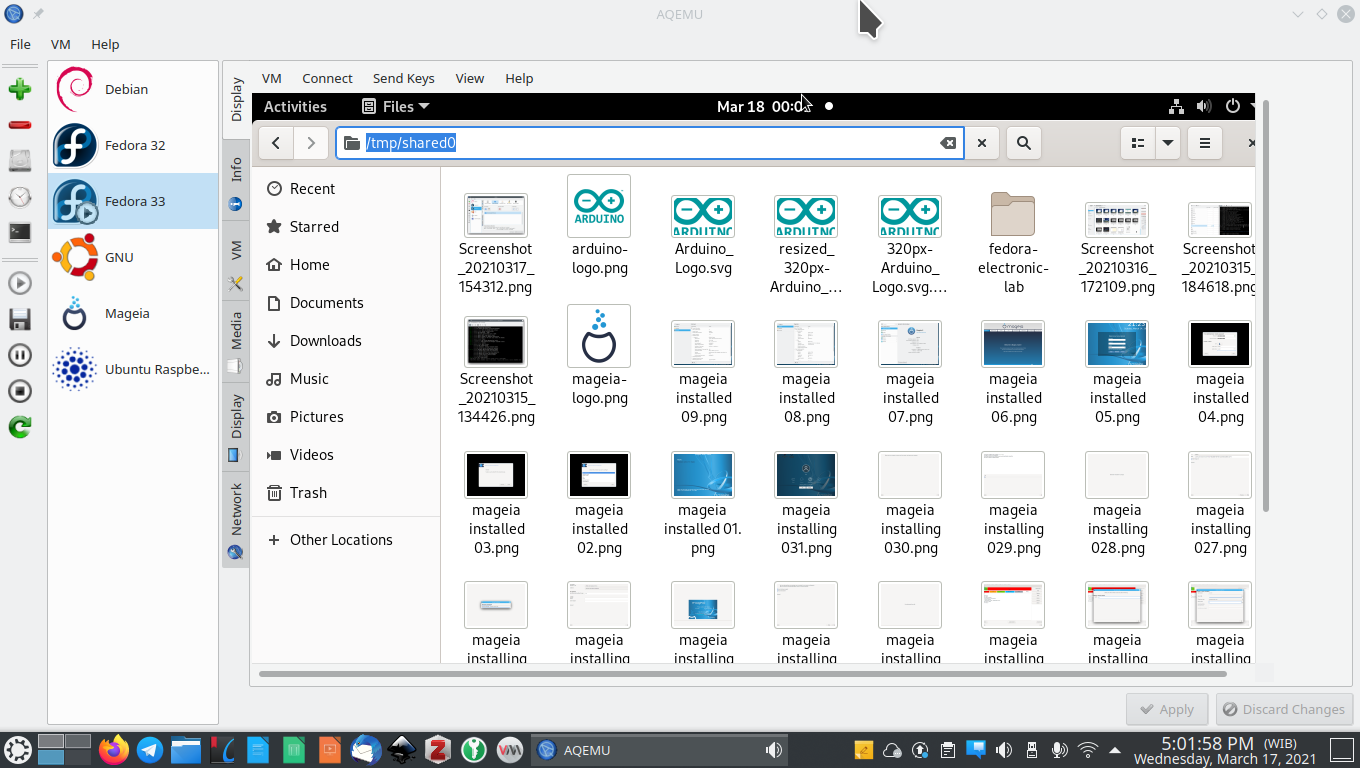 AQEMU
File VM Help
Debian
Fedora 32
Fedora 33
GNU
Mageia
Ubuntu Raspbe...
Display
Info
VM
Media
Display
Network
VM Connect Send Keys View Help
Activities Files Mar 18 00:0
/tmp/shared0
Recent
Starred
Home
Documents
Downloads
Music
Pictures
Videos
Trash
Other Locations
Screenshot
_20210317_
154312.png
arduino-
logo.png
Arduino_
Logo.svg
resized_
320px-
Arduino_...
320px-
Arduino_
Logo.svg....
fedora-
electronic-
lab
Screenshot
_20210316_
172109.png
Screenshot
_20210315_
184618.png
Screenshot
_20210315_
134426.png
mageia-
logo.png
mageia
installed
09.png
mageia
installed
08.png
mageia
installed
07.png
mageia
installed
06.png
mageia
installed
05.png
mageia
installed
04.png
mageia
installed
03.png
mageia
installed
02.png
mageia
installed 01.
png
mageia
installing
031.png
mageia
installing
030.png
mageia
installing
029.png
mageia
installing
028.png
mageia
installing
027.png
mageia
installing
mageia
installing
mageia
installing
mageia
installing
mageia
installing
mageia
installing
mageia
installing
mageia
installing
ARDUINO
ARDUINO
ARDUINO
ARDUINO
Apply
Discard Changes
AQEMU
5:01:58 PM (WIB)
Wednesday, March 17, 2021